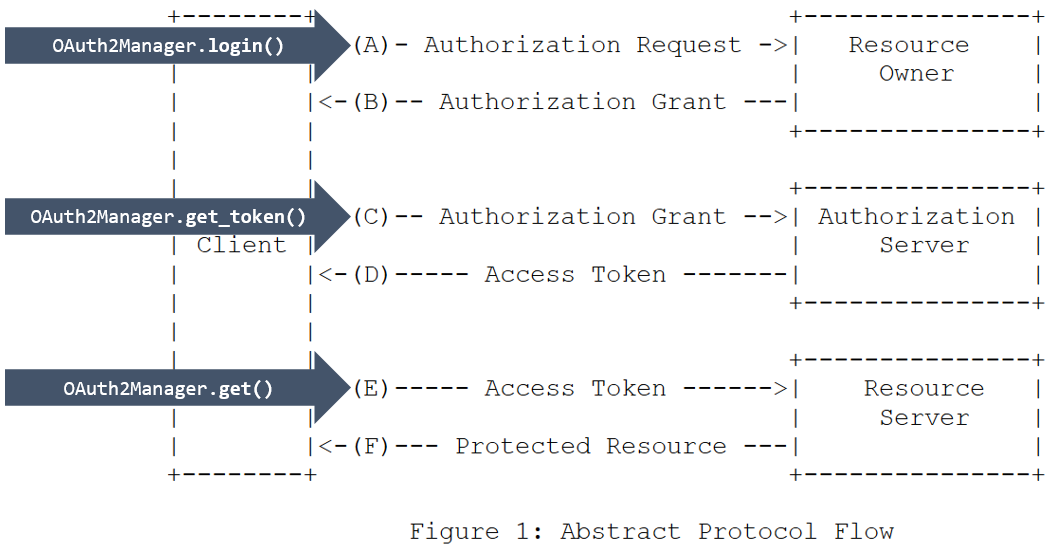 OAuth2Manager.login() (A)- Authorization Request -> Resource
Owner
<-(B)-- Authorization Grant ---
OAuth2Manager.get_token() (C)-- Authorization Grant --> Authorization
Client Server
<-(D)----- Access Token -------
OAuth2Manager.get() (E)----- Access Token ------> Resource
Server
<-(F)--- Protected Resource ---
Figure 1: Abstract Protocol Flow